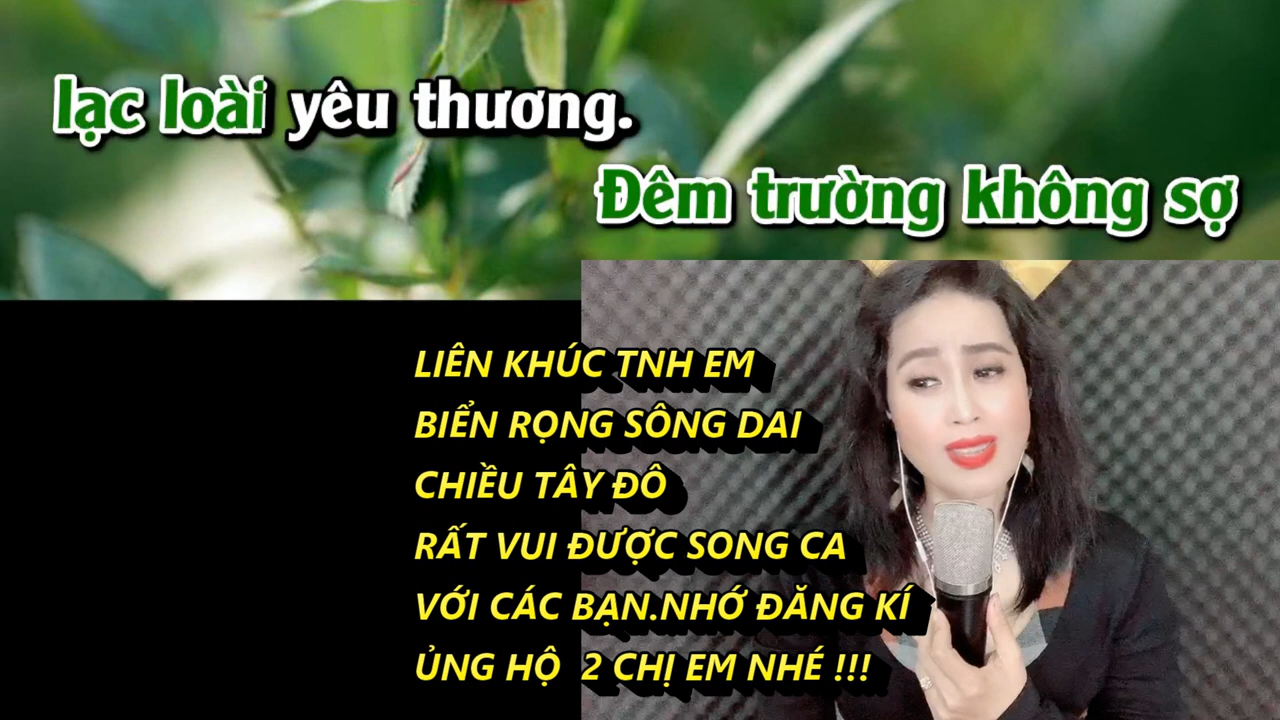 lạc loài yêu thương.
Đêm trường không sợ
LIÊN KHÚC TNH EM
BIỂN RỌNG SÔNG DAI
CHIỀU TÂY ĐÔ
RẤT VUI ĐƯỢC SONG CA
VỚI CÁC BẠN.NHỚ ĐĂNG KÍ
ỦNG HỘ  2 CHỊ EM NHÉ !!!